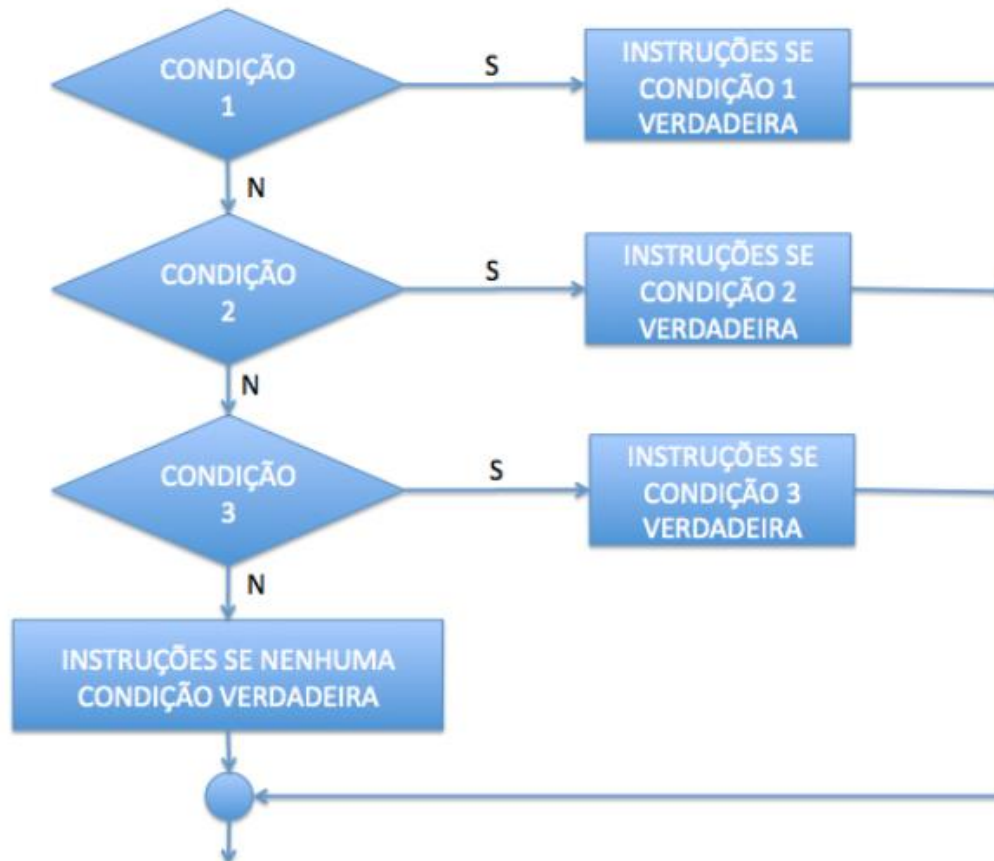 CONDIÇÃO
1
S
INSTRUÇÕES SE
CONDIÇÃO 1
VERDADEIRA
N
CONDIÇÃO
2
S
INSTRUÇÕES SE
CONDIÇÃO 2
VERDADEIRA
N
CONDIÇÃO
3
S
INSTRUÇÕES SE
CONDIÇÃO 3
VERDADEIRA
N
INSTRUÇÕES SE NENHUMA
CONDIÇÃO VERDADEIRA